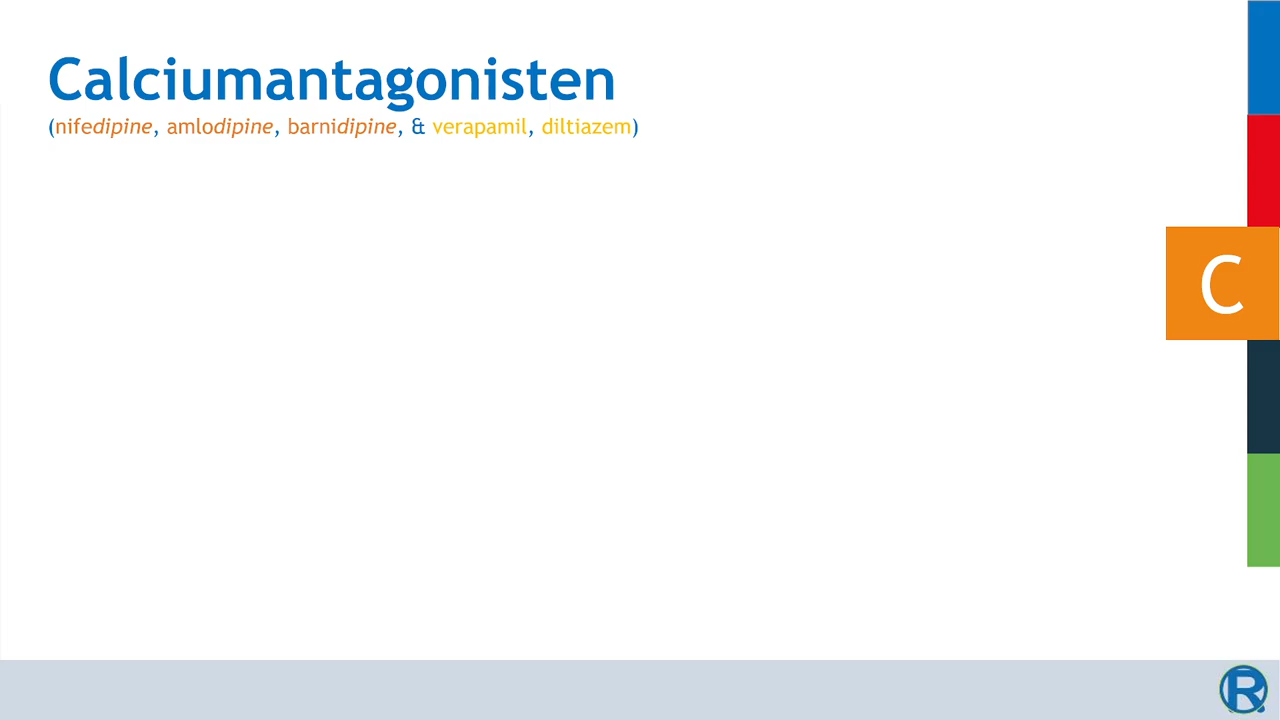 Calciumantagonisten
(nifedipine, amlodipine, barnidipine, & verapamil, diltiazem)
C
R